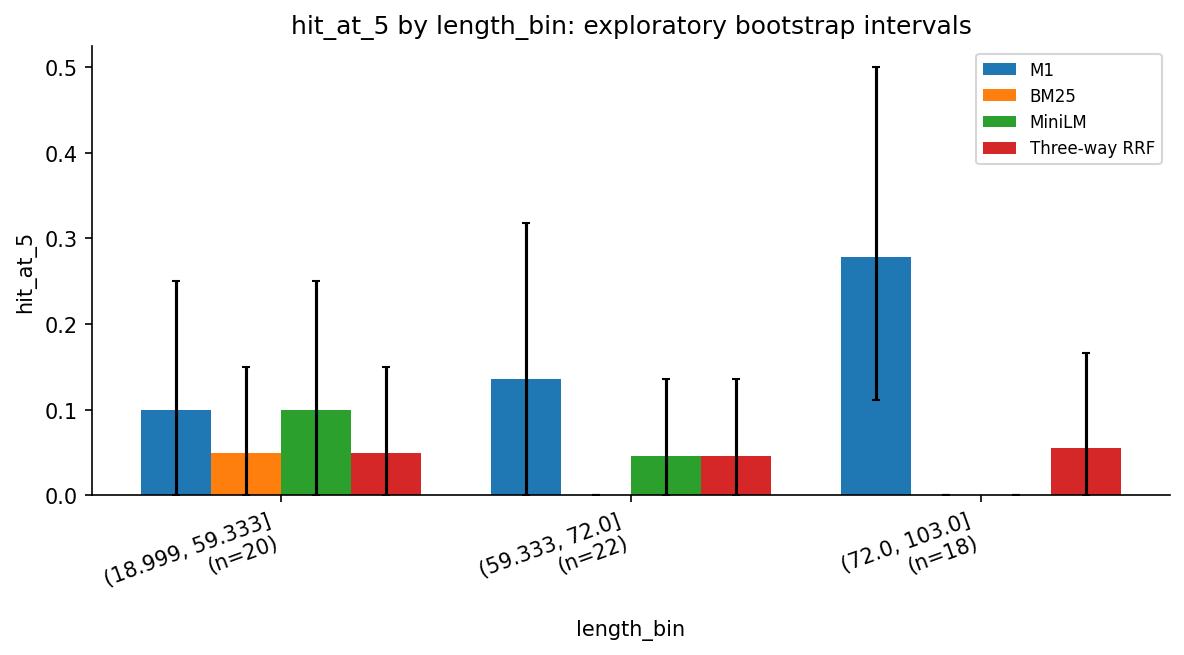 hit_at_5 by length_bin: exploratory bootstrap intervals
M1
BM25
MiniLM
Three-way RRF
hit_at_5
0.5
0.4
0.3
0.2
0.1
0.0
(18.999, 59.333]
(n=20)
(59.333, 72.0]
(n=22)
(72.0, 103.0]
(n=18)
length_bin